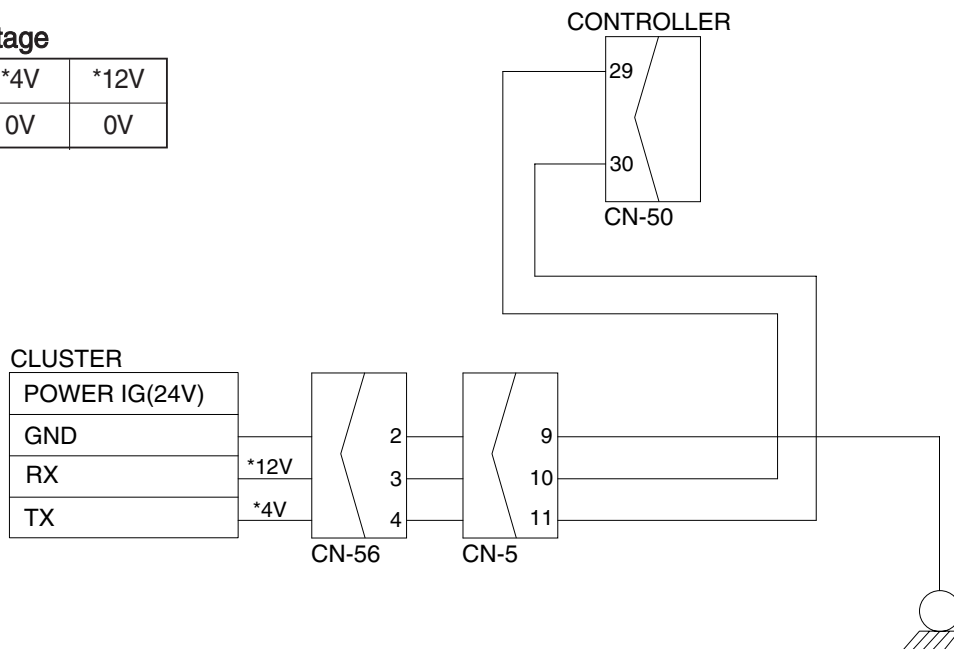 CONTROLLER
*4V *12V
0V 0V
29
30
CN-50
CLUSTER
POWER IG(24V)
GND
RX
TX
*12V
*4V
2
3
4
CN-56
9
10
11
CN-5